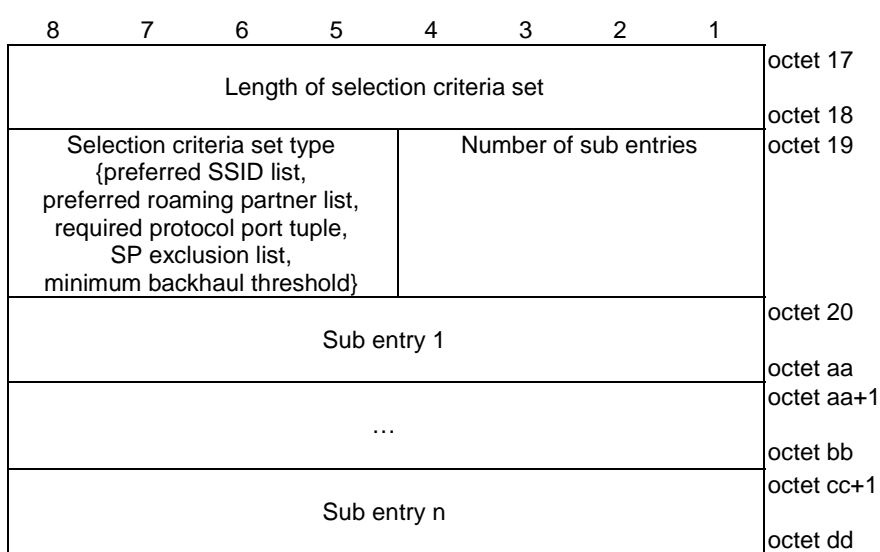 8 7 6 5 4 3 2 1
octet 17
Length of selection criteria set
octet 18
Selection criteria set type
{preferred SSID list,
preferred roaming partner list,
required protocol port tuple,
SP exclusion list,
minimum backhaul threshold}
Number of sub entries
octet 19
octet 20
Sub entry 1
octet aa
octet aa+1
…
octet bb
octet cc+1
Sub entry n
octet dd